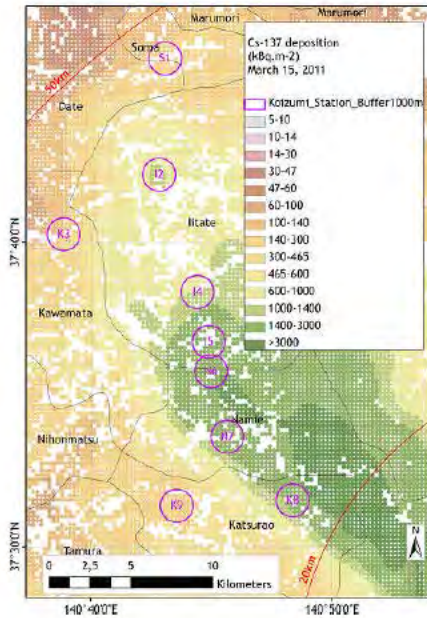 Marumori
Marumori
Soma
S1
50km
Date
Cs-137 deposition
(kBq.m-2)
March 15, 2011
Koizumi_Station_Buffer1000m
5-10
10-14
14-30
30-47
47-60
60-100
100-140
140-300
300-465
465-600
600-1000
1000-1400
1400-3000
>3000
I2
Iitate
37°40'0"N
K3
I4
Kawamata
I5
Namie
Nihonmatsu
K9
K8
Katsurao
N
37°30'0"N
Tamura
20km
0 2,5 5 10
Kilometers
140°40'0"E
140°50'0"E